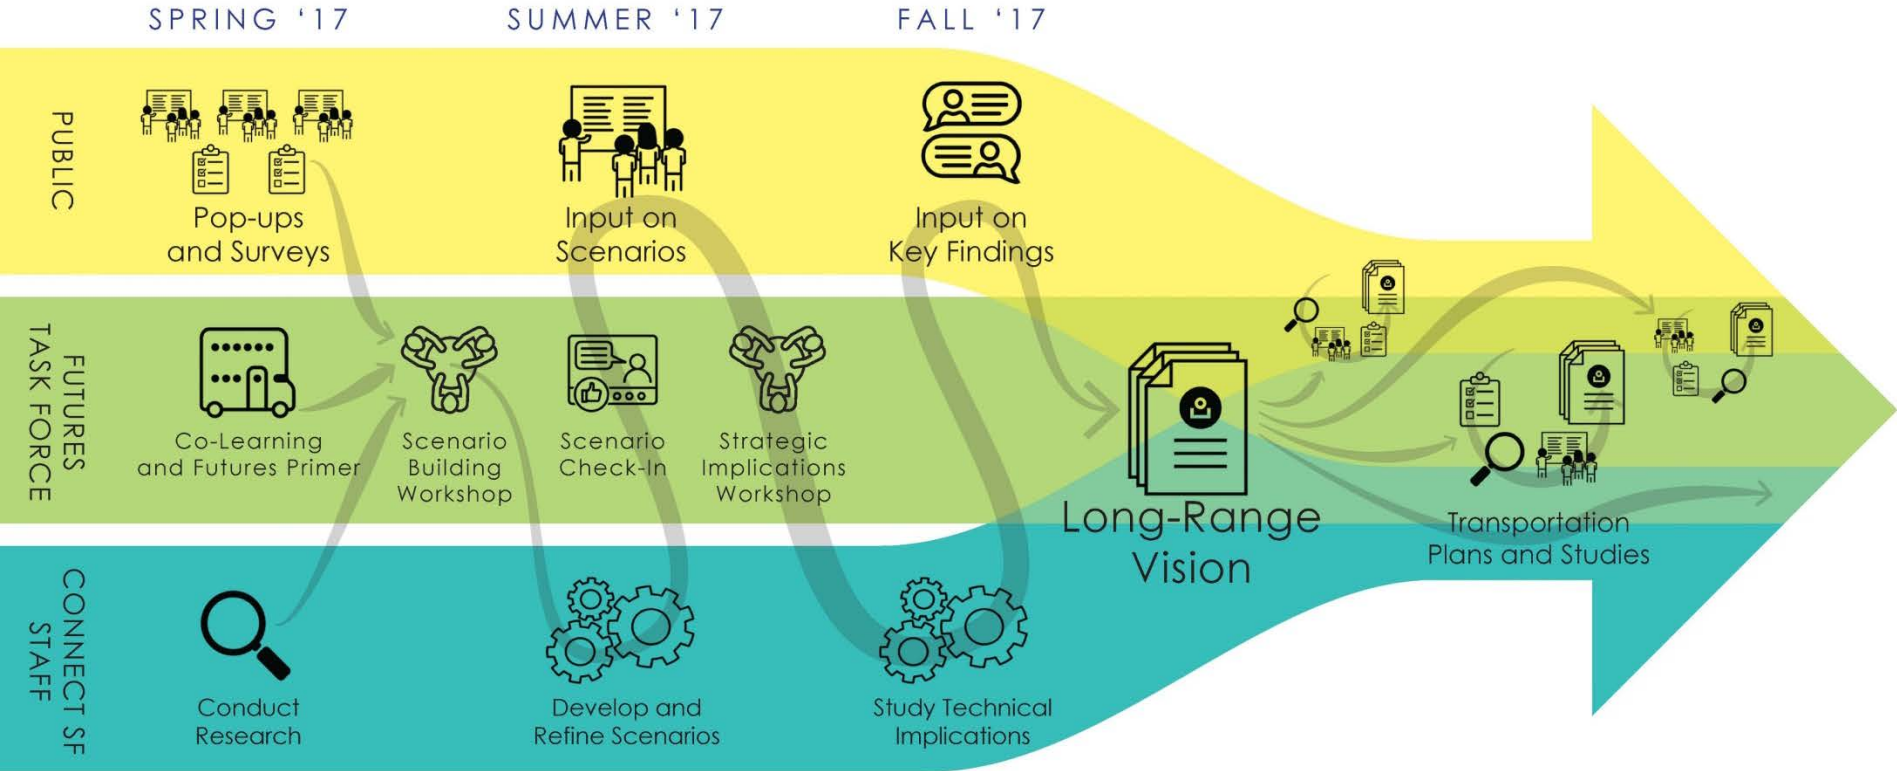 SPRING ‘17
SUMMER ‘17
FALL ‘17
PUBLIC
Pop-ups
and Surveys
Input on
Scenarios
Input on
Key Findings
FUTURES
TASK FORCE
Co-Learning
and Futures Primer
Scenario
Building
Workshop
Scenario
Check-In
Strategic
Implications
Workshop
Long-Range
Vision
Transportation
Plans and Studies
CONNECT SF
STAFF
Conduct
Research
Develop and
Refine Scenarios
Study Technical
Implications